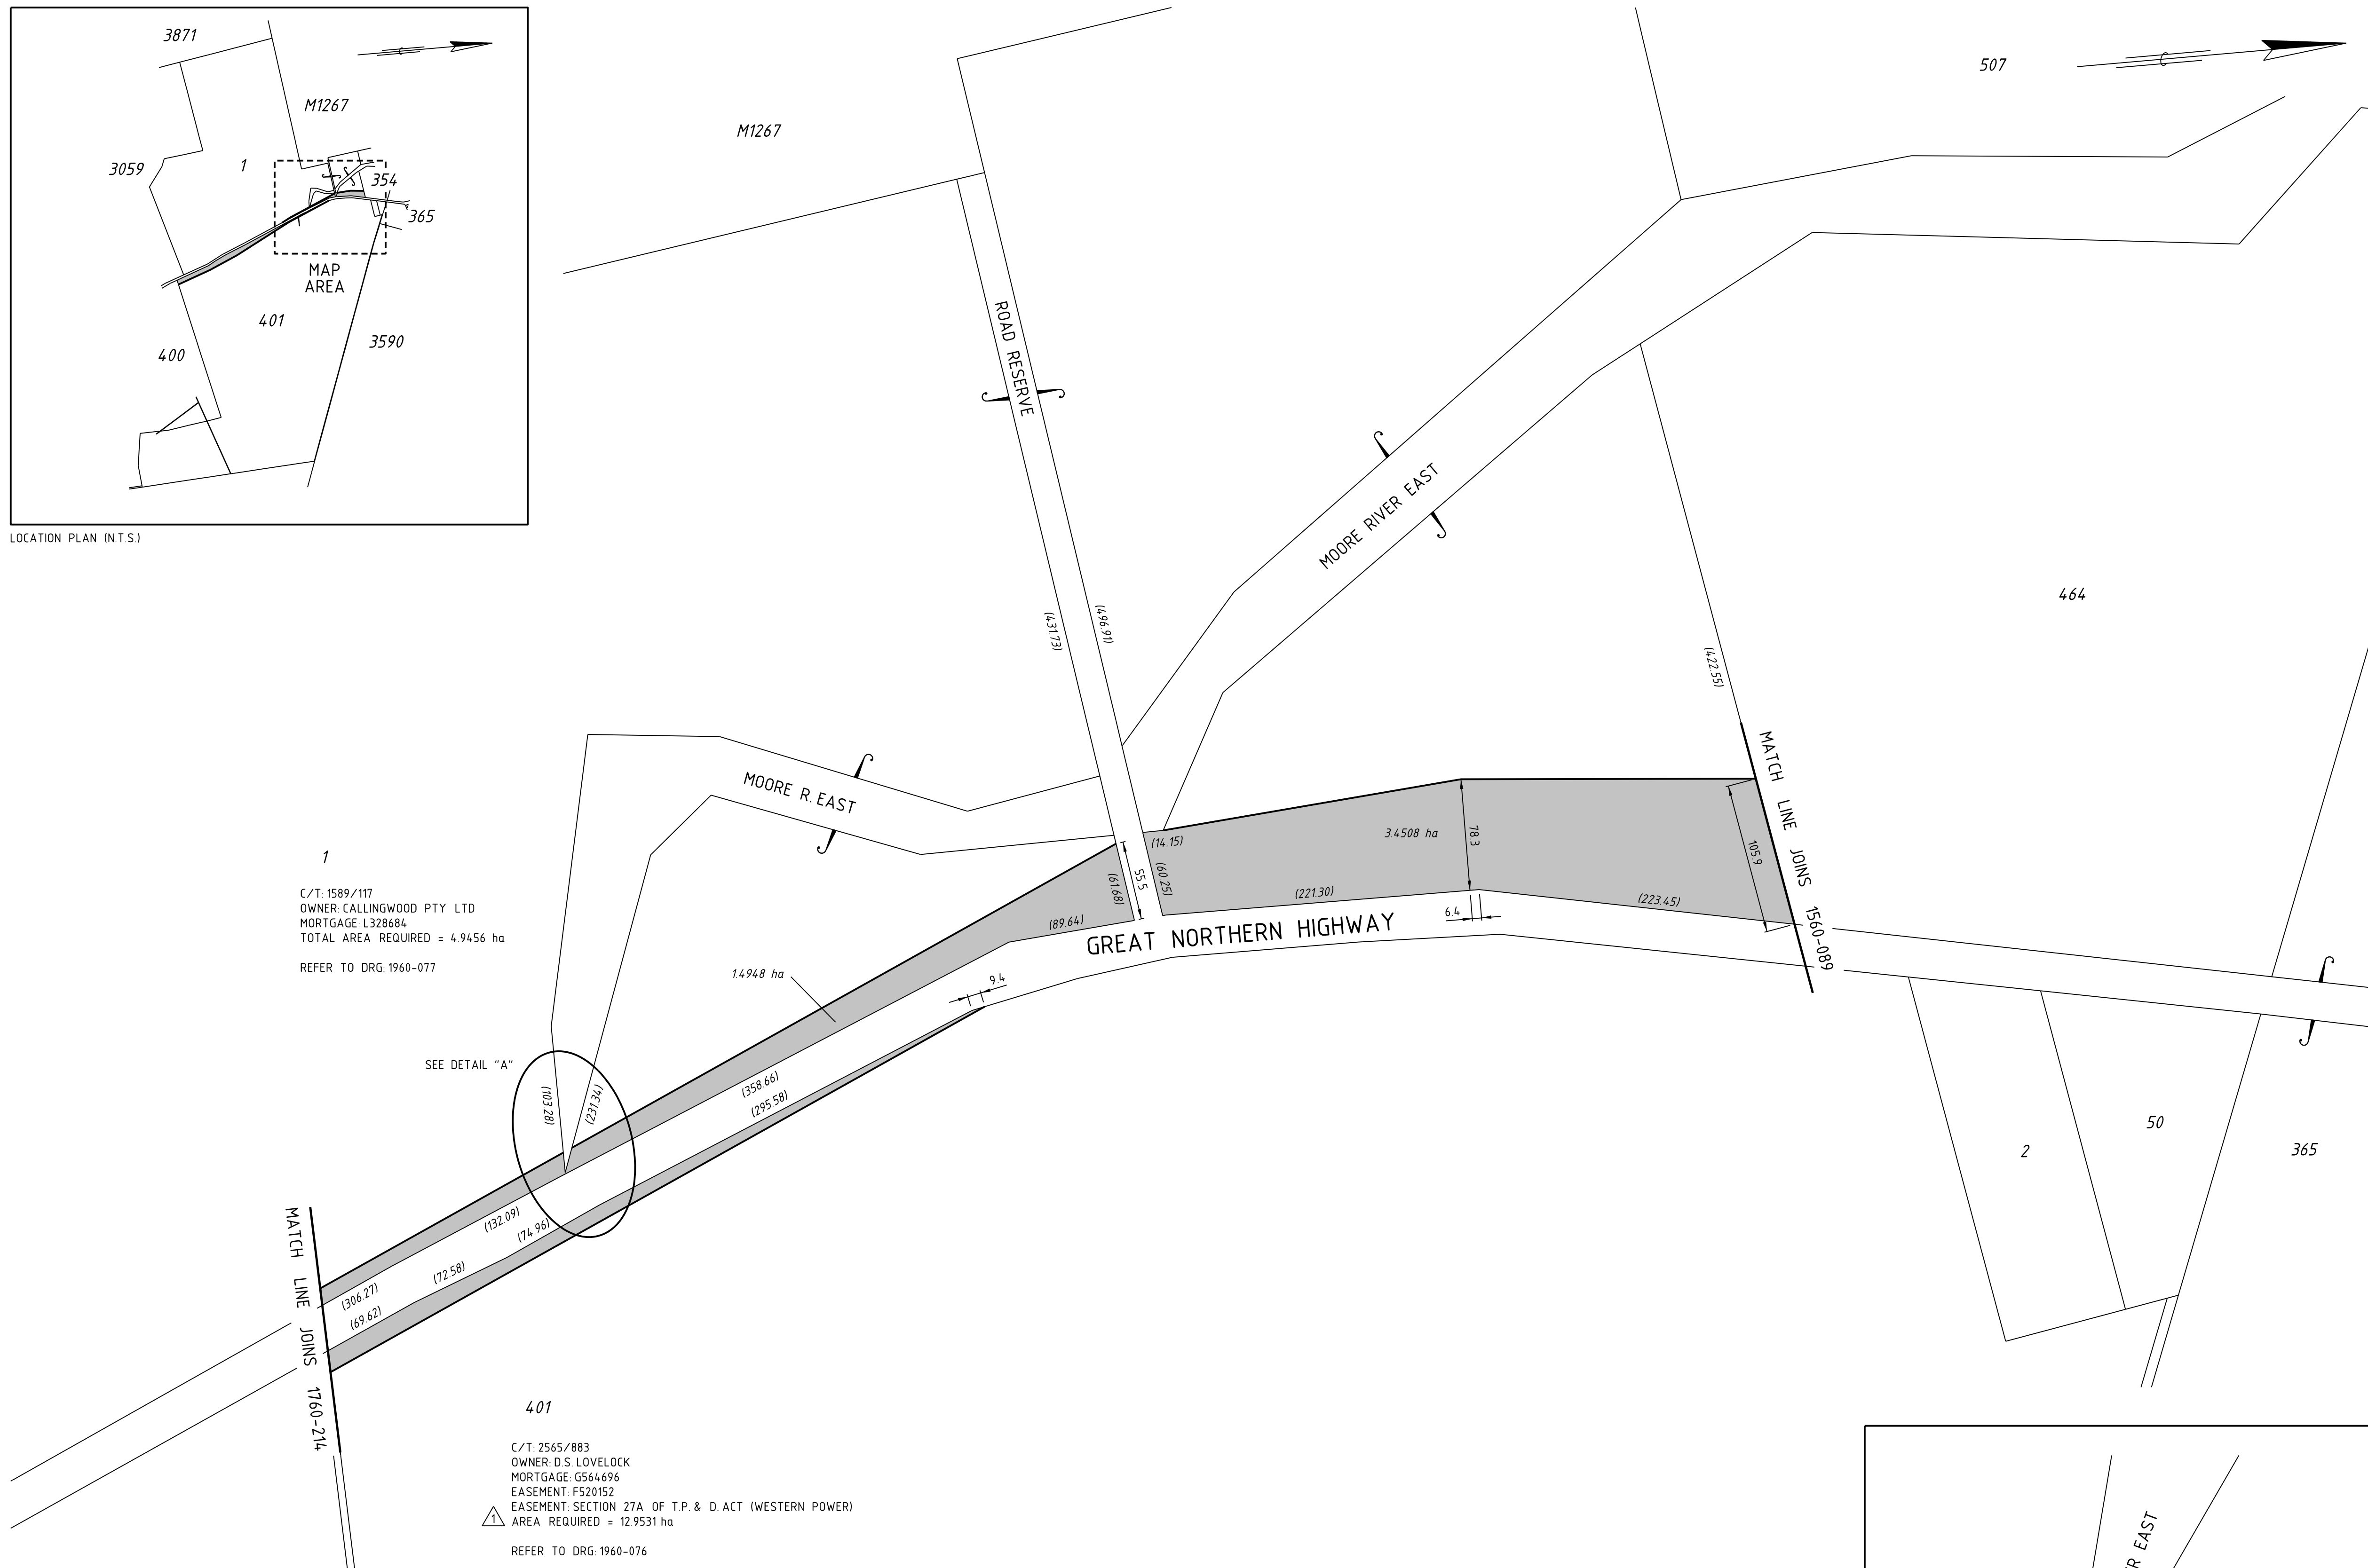 3871
M1267
3059
1
354
365
MAP
AREA
401
3590
400
LOCATION PLAN (N.T.S.)
M1267
507
ROAD RESERVE
MOORE RIVER EAST
464
(431.73)
(496.91)
(422.55)
MATCH LINE JOINS 1560-089
MOORE R. EAST
1
C/T: 1589/117
OWNER: CALLINGWOOD PTY LTD
MORTGAGE: L328684
TOTAL AREA REQUIRED = 4.9456 ha
REFER TO DRG: 1960-077
(14.15)
3.4508 ha
78.3
105.9
(61.68)
55.5
(60.25)
(221.30)
(223.45)
6.4
(89.64)
GREAT NORTHERN HIGHWAY
1.4948 ha
9.4
SEE DETAIL "A"
(103.28)
(231.34)
(358.66)
(295.58)
(132.09)
(74.96)
(72.58)
(306.27)
(69.62)
MATCH LINE JOINS 1760-214
2
50
365
401
C/T: 2565/883
OWNER: D.S. LOVELOCK
MORTGAGE: G564696
EASEMENT: F520152
EASEMENT: SECTION 27A OF T.P. & D. ACT (WESTERN POWER)
1 AREA REQUIRED = 12.9531 ha
REFER TO DRG: 1960-076
ER EAST